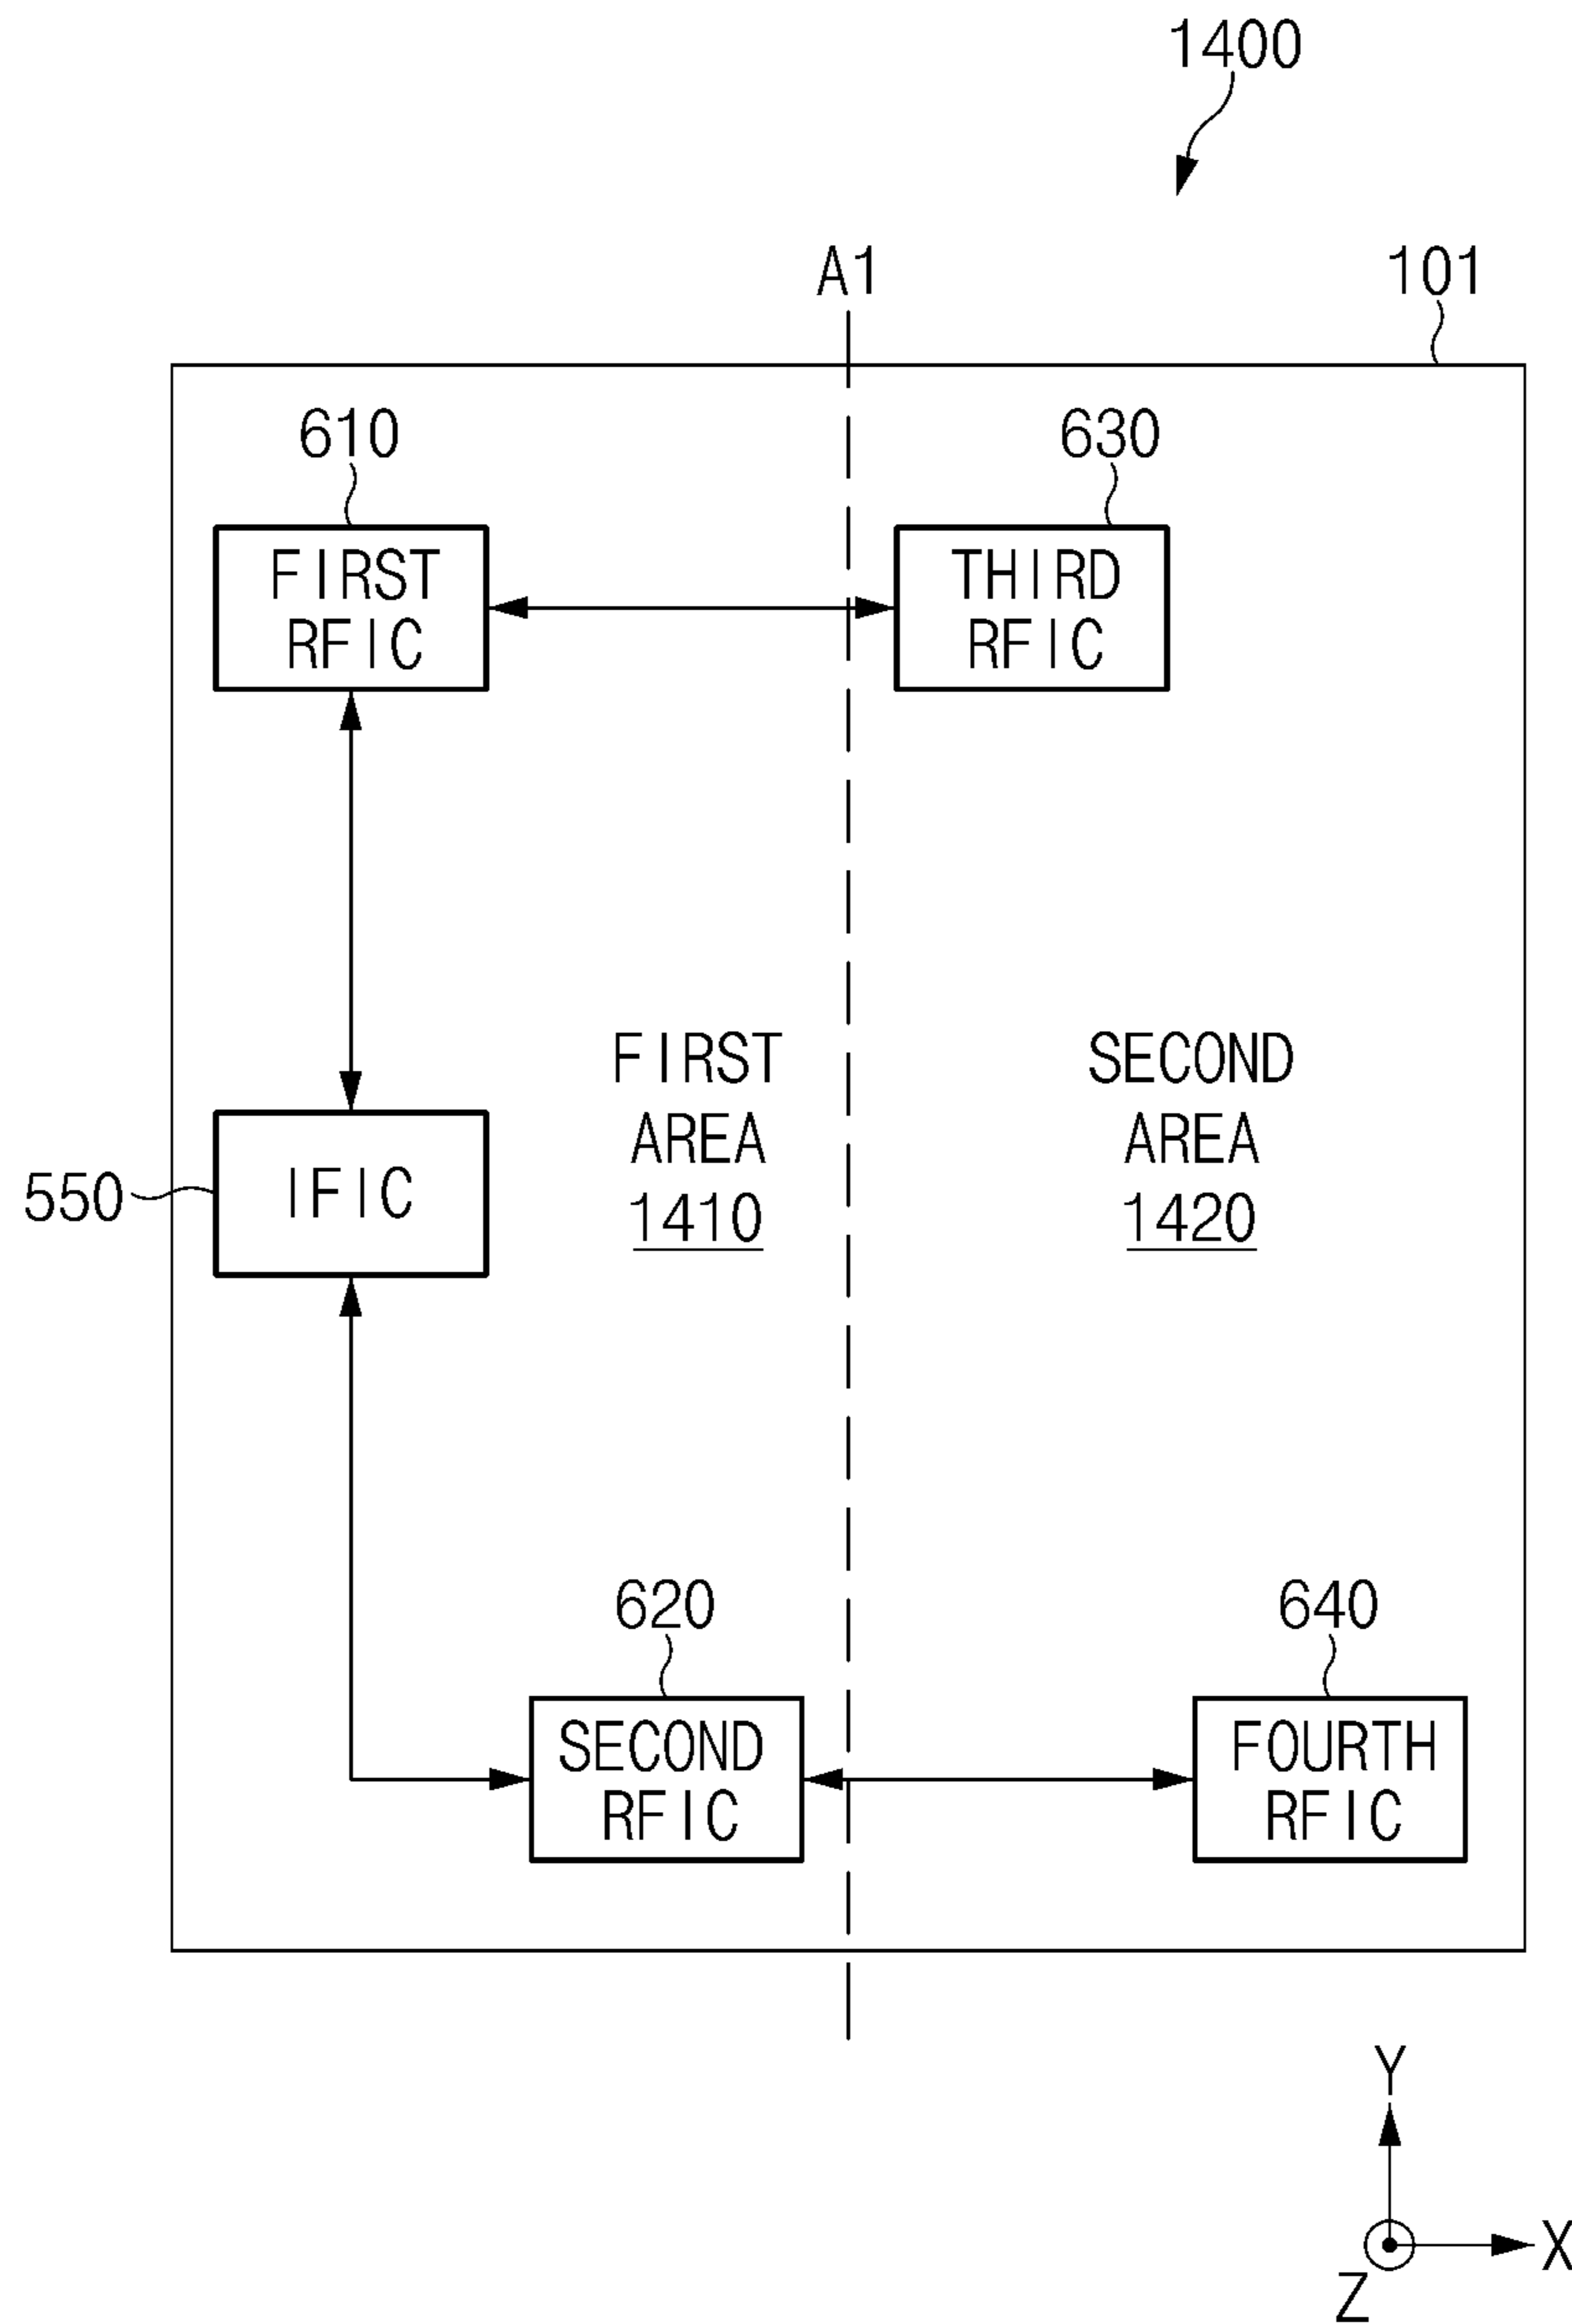 1400
A1
101
610
630
FIRST
RFIC
THIRD
RFIC
FIRST
AREA
1410
SECOND
AREA
1420
550
IFIC
620
640
SECOND
RFIC
FOURTH
RFIC
Y
X
Z